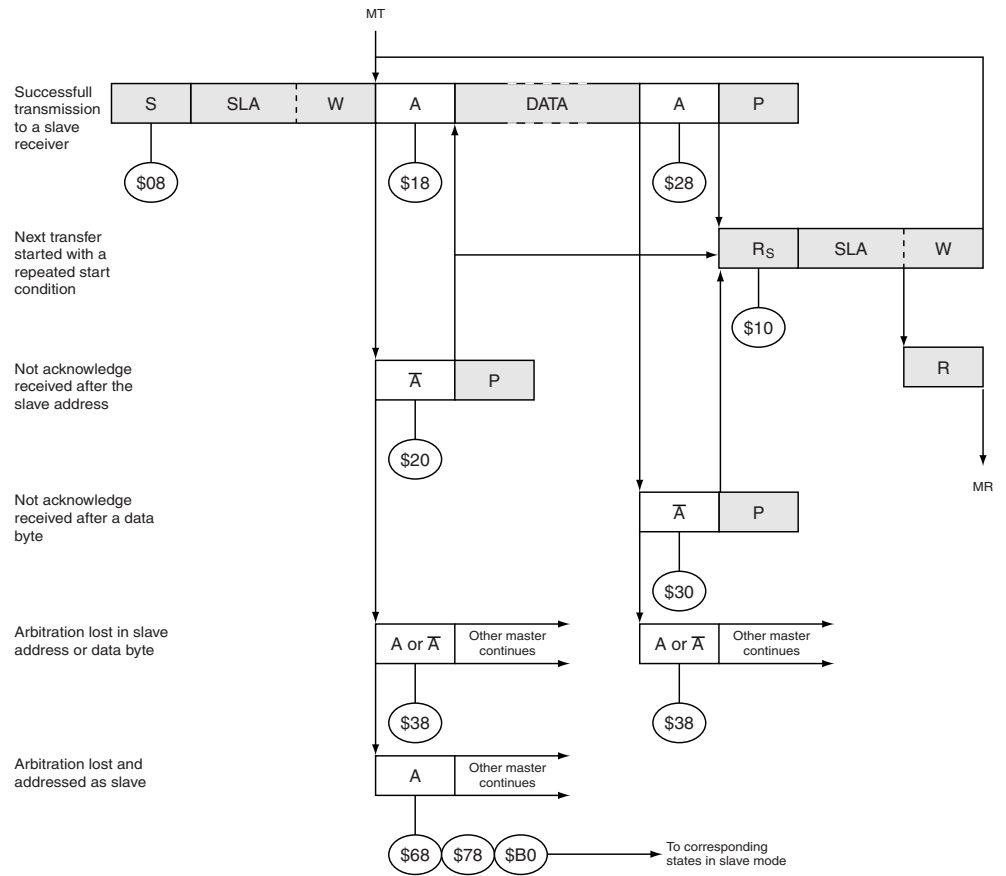 MT
Successfull
transmission
to a slave
receiver
S SLA W A DATA A P
$08 $18 $28
Next transfer
started with a
repeated start
condition
RS SLA W
$10
Not acknowledge
received after the
slave address
A̅ P
R
$20
MR
Not acknowledge
received after a data
byte
A̅ P
$30
Arbitration lost in slave
address or data byte
A or A̅ Other master
continues
A or A̅ Other master
continues
$38 $38
Arbitration lost and
addressed as slave
A Other master
continues
$68 $78 $B0 To corresponding
states in slave mode